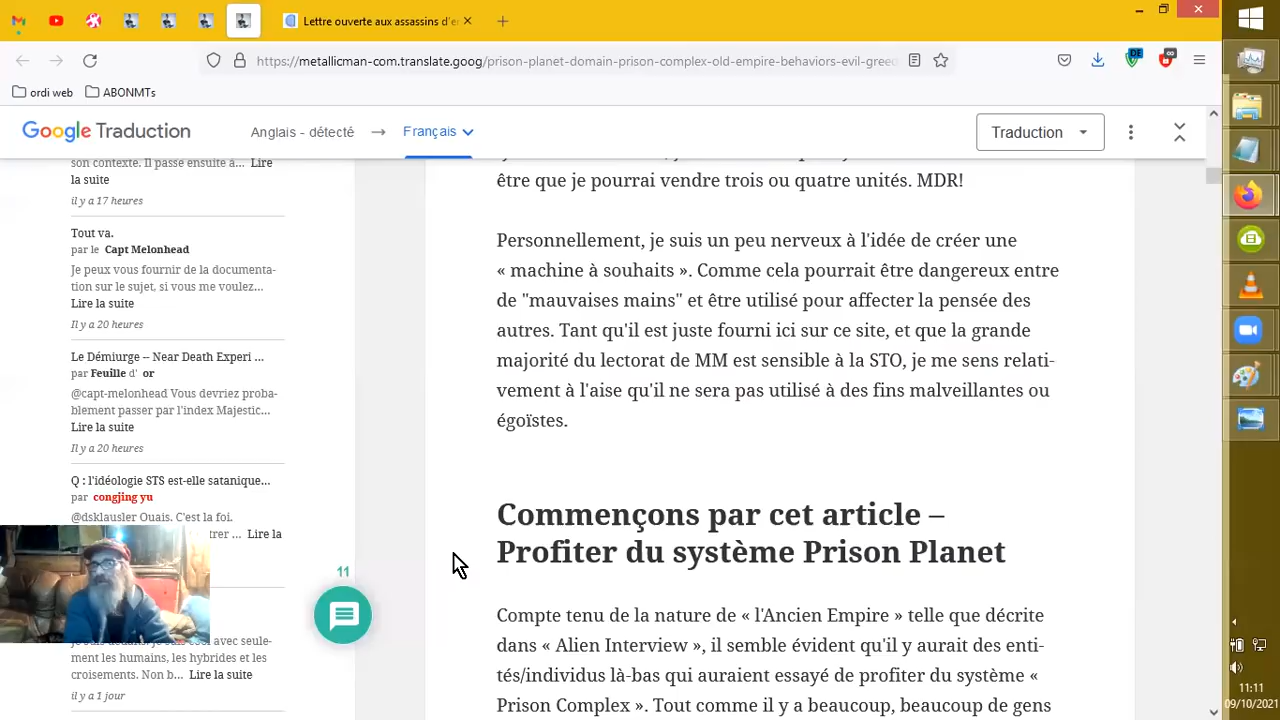 Lettre ouverte aux assassins d'e
https://metallicman-com.translate.goog/prison-planet-domain-prison-complex-old-empire-behaviors-evil-greed
ordi web
ABONMTs
Google Traduction
Anglais - détecté
Français
Traduction
son contexte. Il passe ensuite à... Lire
la suite
il y a 17 heures
Tout va.
par le Capt Melonhead
Je peux vous fournir de la documenta-
tion sur le sujet, si vous me voulez...
Lire la suite
Il y a 20 heures
Le Démiurge -- Near Death Experi ...
par Feuille d' or
@capt-melonhead Vous devriez proba-
blement passer par l'index Majestic...
Lire la suite
Il y a 20 heures
Q : l'idéologie STS est-elle satanique...
par congjing yu
@dsklausler Ouais. C'est la foi.
trer ... Lire la
avec seule-
ment les humains, les hybrides et les
croisements. Non b... Lire la suite
il y a 1 jour
11
être que je pourrai vendre trois ou quatre unités. MDR!
Personnellement, je suis un peu nerveux à l'idée de créer une
« machine à souhaits ». Comme cela pourrait être dangereux entre
de "mauvaises mains" et être utilisé pour affecter la pensée des
autres. Tant qu'il est juste fourni ici sur ce site, et que la grande
majorité du lectorat de MM est sensible à la STO, je me sens relati-
vement à l'aise qu'il ne sera pas utilisé à des fins malveillantes ou
égoïstes.
Commençons par cet article –
Profiter du système Prison Planet
Compte tenu de la nature de « l'Ancien Empire » telle que décrite
dans « Alien Interview », il semble évident qu'il y aurait des enti-
tés/individus là-bas qui auraient essayé de profiter du système «
Prison Complex ». Tout comme il y a beaucoup, beaucoup de gens
DE
11:11
09/10/2021